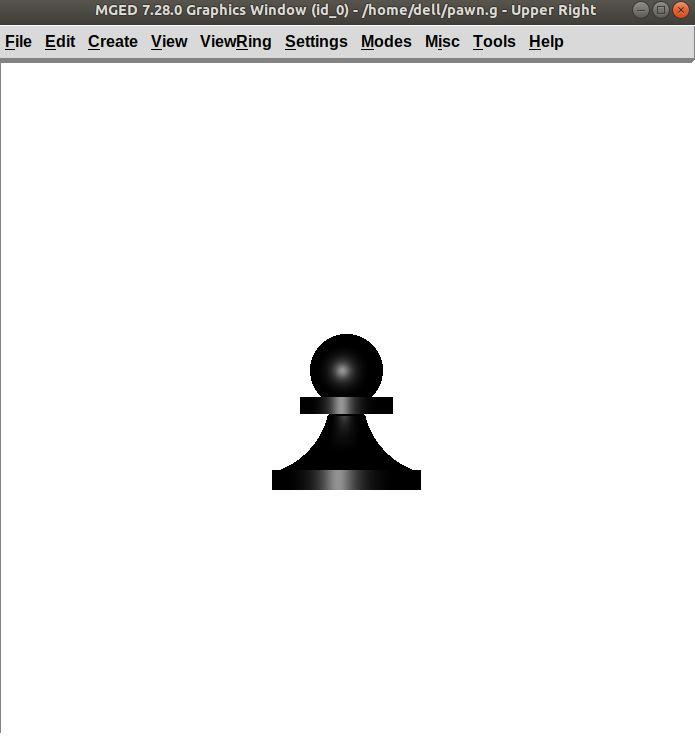 MGED 7.28.0 Graphics Window (id_0) - /home/dell/pawn.g - Upper Right
File Edit Create View ViewRing Settings Modes Misc Tools Help